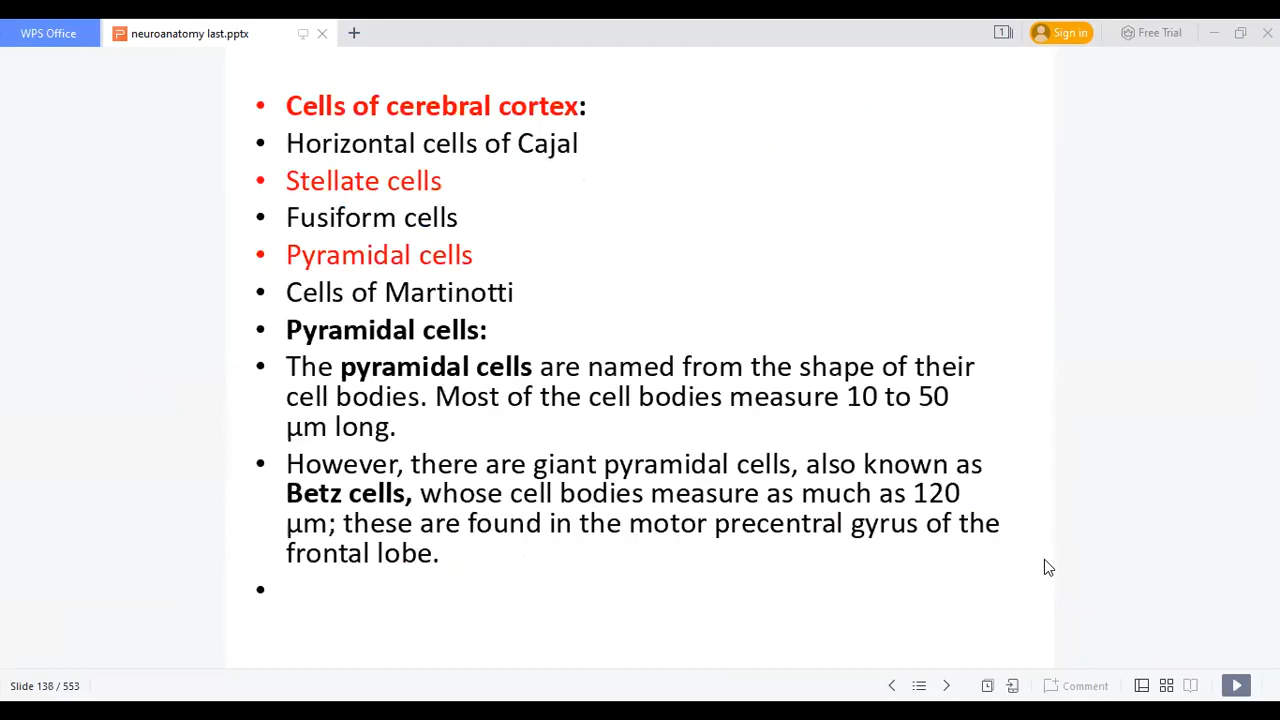 WPS Office
neuroanatomy last.pptx
1
Sign in
Free Trial
• Cells of cerebral cortex:
• Horizontal cells of Cajal
• Stellate cells
• Fusiform cells
• Pyramidal cells
• Cells of Martinotti
• Pyramidal cells:
• The pyramidal cells are named from the shape of their
cell bodies. Most of the cell bodies measure 10 to 50
μm long.
• However, there are giant pyramidal cells, also known as
Betz cells, whose cell bodies measure as much as 120
μm; these are found in the motor precentral gyrus of the
frontal lobe.
•
Slide 138 / 553
Comment